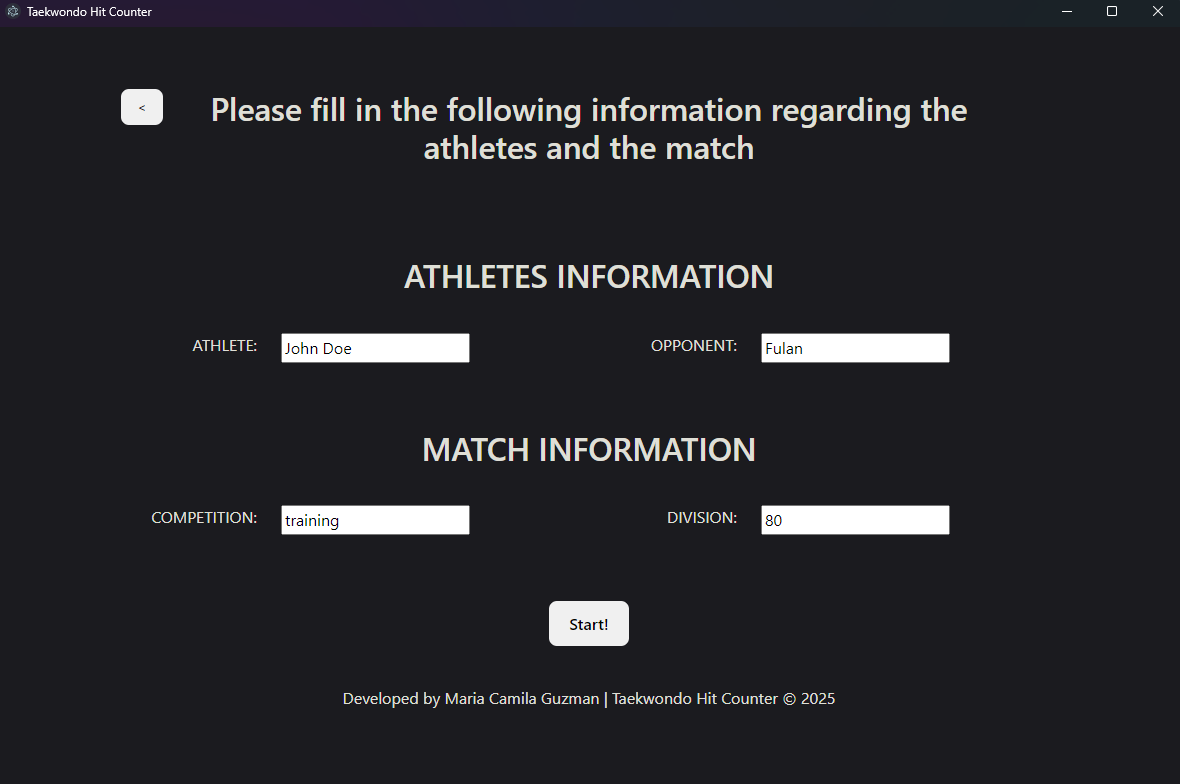 Taekwondo Hit Counter
<
Please fill in the following information regarding the
athletes and the match
ATHLETES INFORMATION
ATHLETE: John Doe OPPONENT: Fulan
MATCH INFORMATION
COMPETITION: training DIVISION: 80
Start!
Developed by Maria Camila Guzman | Taekwondo Hit Counter © 2025